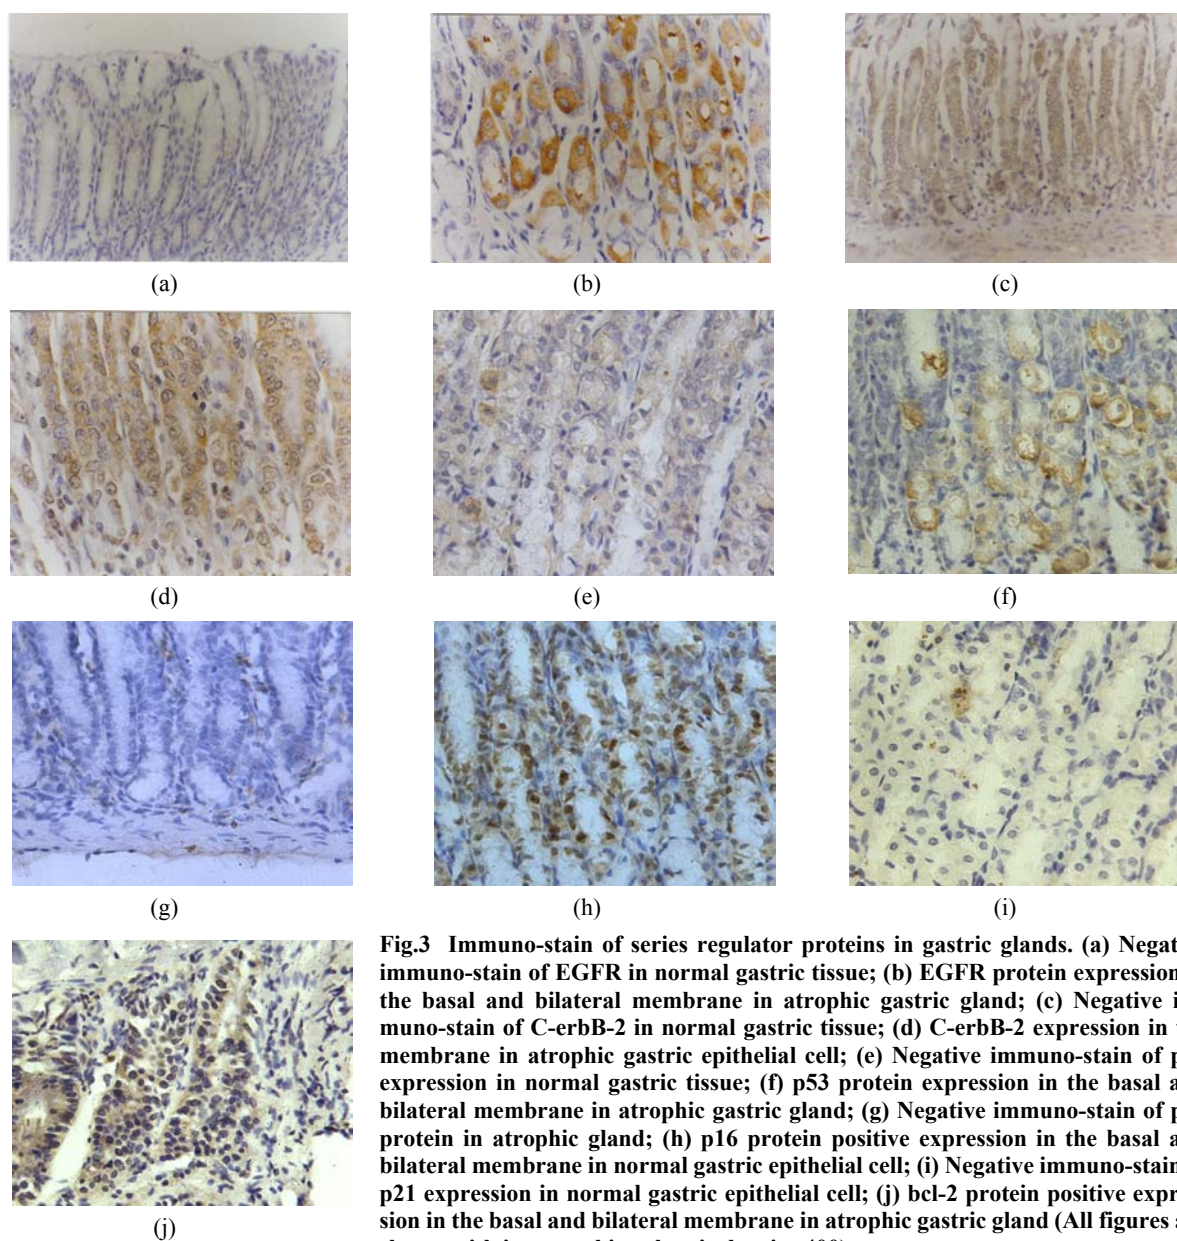 (a)
(b)
(c)
(d)
(e)
(f)
(g)
(h)
(i)
(j)
Fig.3 Immuno-stain of series regulator proteins in gastric glands. (a) Negat
immuno-stain of EGFR in normal gastric tissue; (b) EGFR protein expression
the basal and bilateral membrane in atrophic gastric gland; (c) Negative i
muno-stain of C-erbB-2 in normal gastric tissue; (d) C-erbB-2 expression in
membrane in atrophic gastric epithelial cell; (e) Negative immuno-stain of p
expression in normal gastric tissue; (f) p53 protein expression in the basal a
bilateral membrane in atrophic gastric gland; (g) Negative immuno-stain of p
protein in atrophic gland; (h) p16 protein positive expression in the basal a
bilateral membrane in normal gastric epithelial cell; (i) Negative immuno-stain
p21 expression in normal gastric epithelial cell; (j) bcl-2 protein positive expre
sion in the basal and bilateral membrane in atrophic gastric gland (All figures a